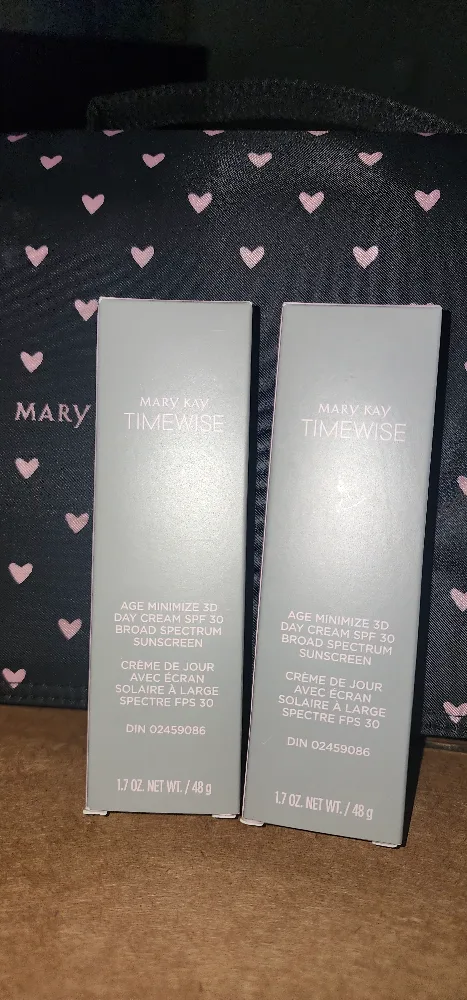 MARY
MARY KAY
TIMEWISE
AGE MINIMIZE 3D
DAY CREAM SPF 30
BROAD SPECTRUM
SUNSCREEN
CRÈME DE JOUR
AVEC ÉCRAN
SOLAIRE À LARGE
SPECTRE FPS 30
DIN 02459086
1.7 OZ. NET WT. / 48 g
MARY KAY
TIMEWISE
AGE MINIMIZE 3D
DAY CREAM SPF 30
BROAD SPECTRUM
SUNSCREEN
CRÈME DE JOUR
AVEC ÉCRAN
SOLAIRE À LARGE
SPECTRE FPS 30
DIN 02459086
1.7 OZ. NET WT. / 48 g